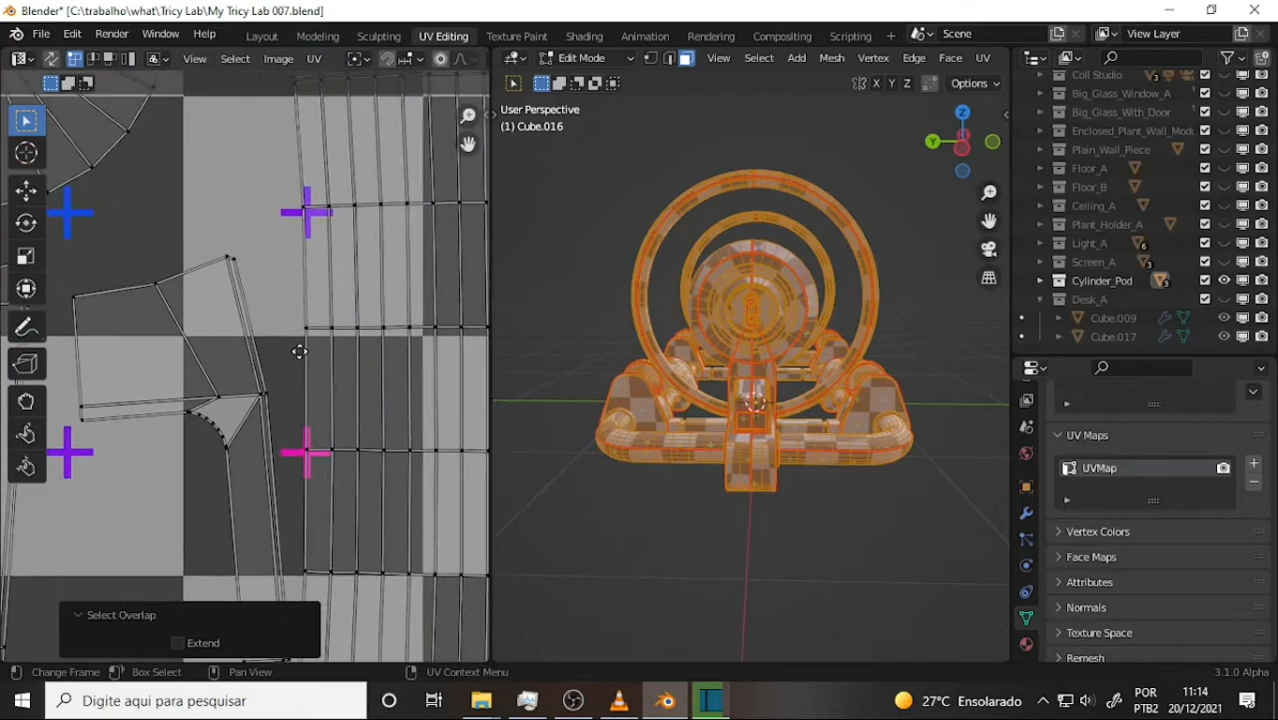 Blender* [C:\trabalho\what\Tricy Lab\My Tricy Lab 007.blend]
File Edit Render Window Help Layout Modeling Sculpting UV Editing Texture Paint Shading Animation Rendering Compositing Scripting + Scene View Layer
View Select Image UV Edit Mode View Select Add Mesh Vertex Edge Face UV
X Y Z Options
User Perspective
(1) Cube.016
Z
Y
Coll Studio 3
Big_Glass_Window_A
Big_Glass_With_Door
Enclosed_Plant_Wall_Modu
Plain_Wall_Piece
Floor_A
Floor_B
Ceiling_A
Plant_Holder_A
Light_A 6
Screen_A 3
Cylinder_Pod 3
Desk_A
Cube.009
Cube.017
UV Maps
UVMap
Vertex Colors
Face Maps
Attributes
Normals
Texture Space
Remesh
Select Overlap
Extend
Change Frame Box Select Pan View UV Context Menu 3.1.0 Alpha
Digite aqui para pesquisar 27°C Ensolarado POR PTB2 11:14 20/12/2021